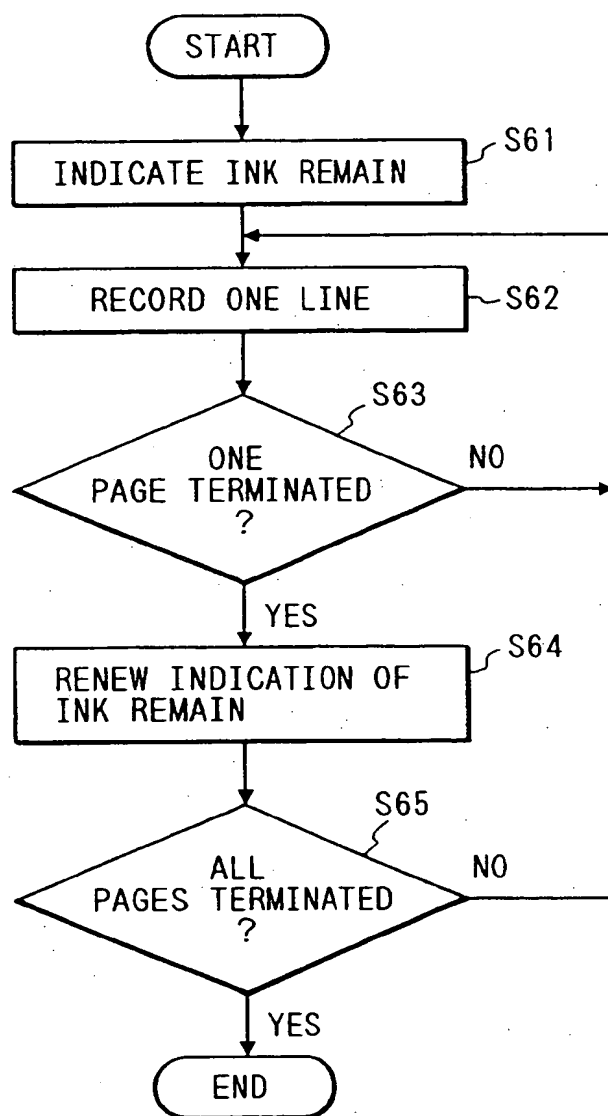 START
S61
INDICATE INK REMAIN
RECORD ONE LINE
S62
S63
ONE
PAGE TERMINATED
?
NO
YES
S64
RENEW INDICATION OF
INK REMAIN
S65
ALL
PAGES TERMINATED
?
NO
YES
END